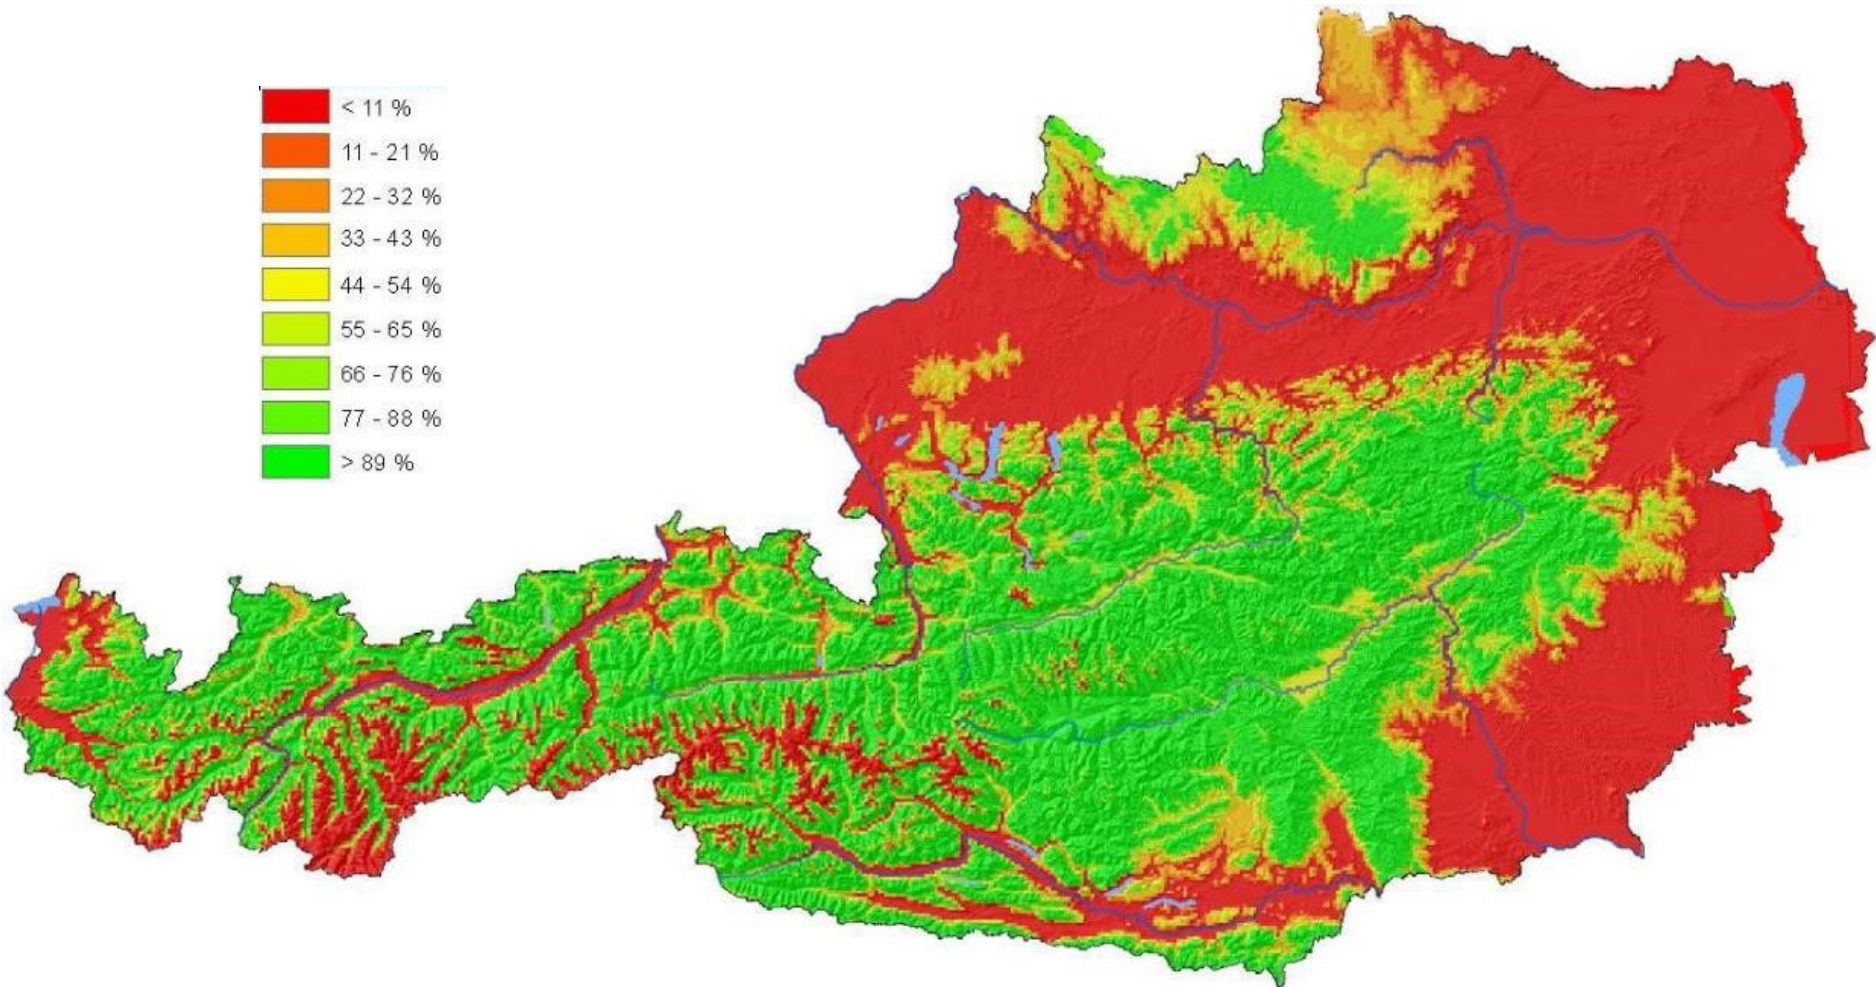 < 11 %
11 - 21 %
22 - 32 %
33 - 43 %
44 - 54 %
55 - 65 %
66 - 76 %
77 - 88 %
> 89 %